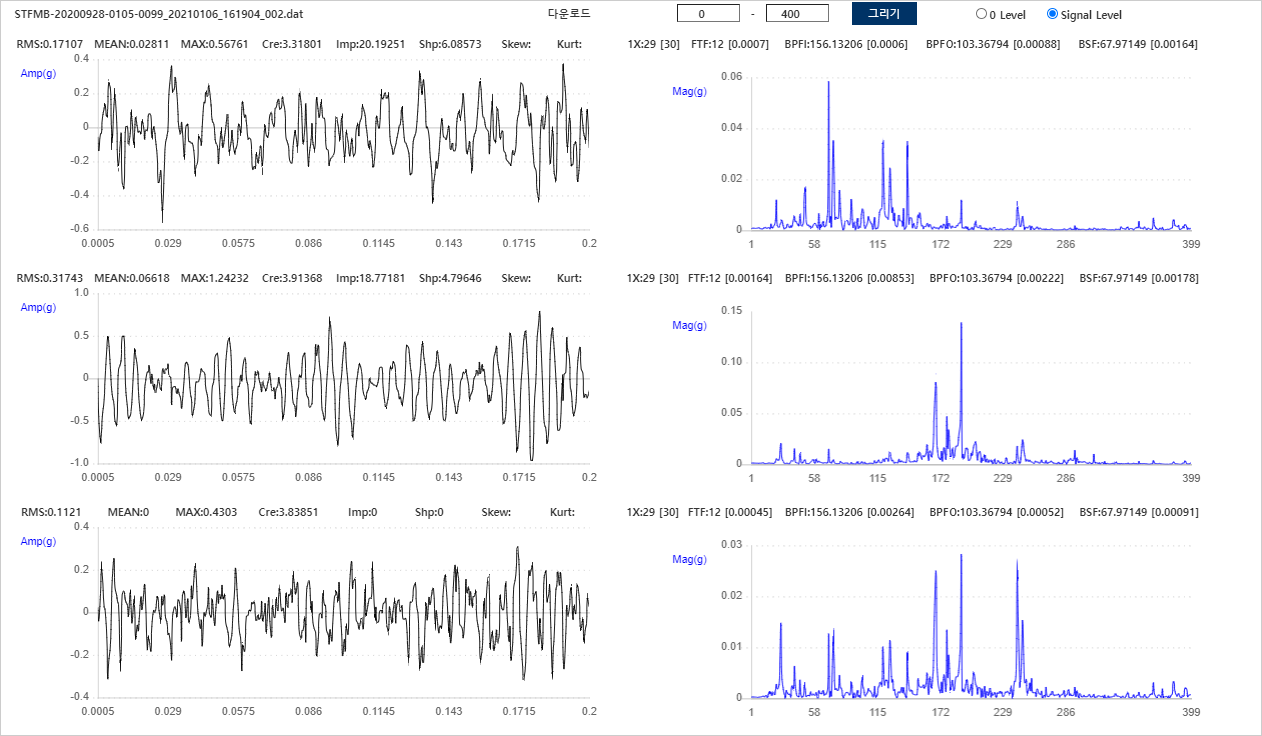 STFMB-20200928-0105-0099_20210106_161904_002.dat 다운로드 0 - 400 그리기 0 Level Signal Level
RMS:0.17107 MEAN:0.02811 MAX:0.56761 Cre:3.31801 Imp:20.19251 Shp:6.08573 Skew: Kurt:
Amp(g)
0.4
0.2
0
-0.2
-0.4
-0.6
0.0005 0.029 0.0575 0.086 0.1145 0.143 0.1715 0.2
1X:29 [30] FTF:12 [0.0007] BPFI:156.13206 [0.0006] BPFO:103.36794 [0.00088] BSF:67.97149 [0.00164]
Mag(g)
0.06
0.04
0.02
0
1 58 115 172 229 286 399
RMS:0.31743 MEAN:0.06618 MAX:1.24232 Cre:3.91368 Imp:18.77181 Shp:4.79646 Skew: Kurt:
Amp(g)
1.0
0.5
0
-0.5
-1.0
0.0005 0.029 0.0575 0.086 0.1145 0.143 0.1715 0.2
1X:29 [30] FTF:12 [0.00164] BPFI:156.13206 [0.00853] BPFO:103.36794 [0.00222] BSF:67.97149 [0.00178]
Mag(g)
0.15
0.10
0.05
0
1 58 115 172 229 286 399
RMS:0.1121 MEAN:0 MAX:0.4303 Cre:3.83851 Imp:0 Shp:0 Skew: Kurt:
Amp(g)
0.4
0.2
0
-0.2
-0.4
0.0005 0.029 0.0575 0.086 0.1145 0.143 0.1715 0.2
1X:29 [30] FTF:12 [0.00045] BPFI:156.13206 [0.00264] BPFO:103.36794 [0.00052] BSF:67.97149 [0.00091]
Mag(g)
0.03
0.02
0.01
0
1 58 115 172 229 286 399